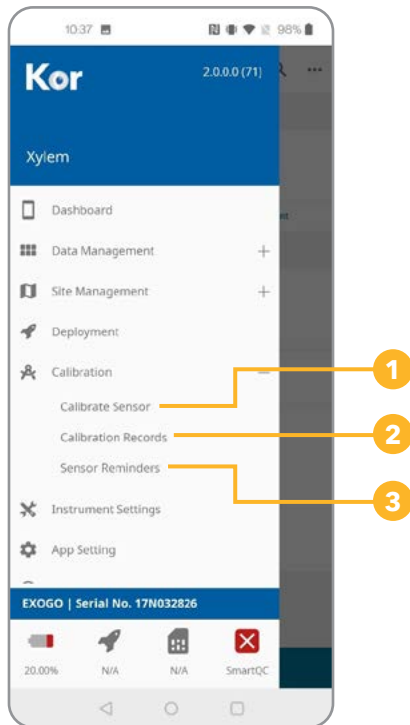 10:37 98%
Kor 2.0.0.0 (71)
Xylem
Dashboard
Data Management +
Site Management +
Deployment
Calibration —
Calibrate Sensor
Calibration Records
Sensor Reminders
Instrument Settings
App Setting
EXOGO | Serial No. 17N032826
20.00% N/A N/A SmartQC
1
2
3